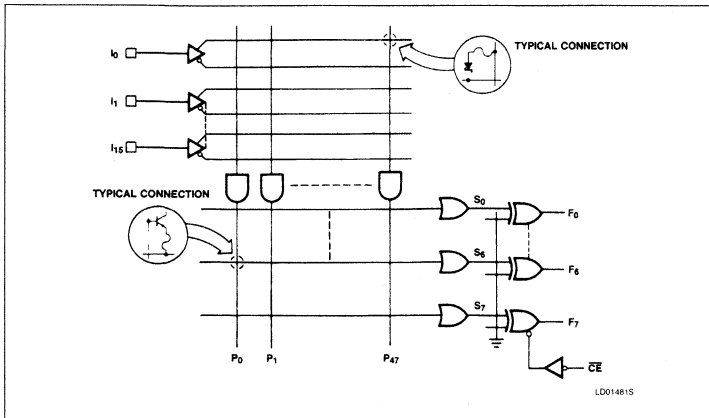 TYPICAL CONNECTION
I0
I1
I15
TYPICAL CONNECTION
S0
F0
S6
F6
S7
F7
P0 P1 P47
CE
LD01481S